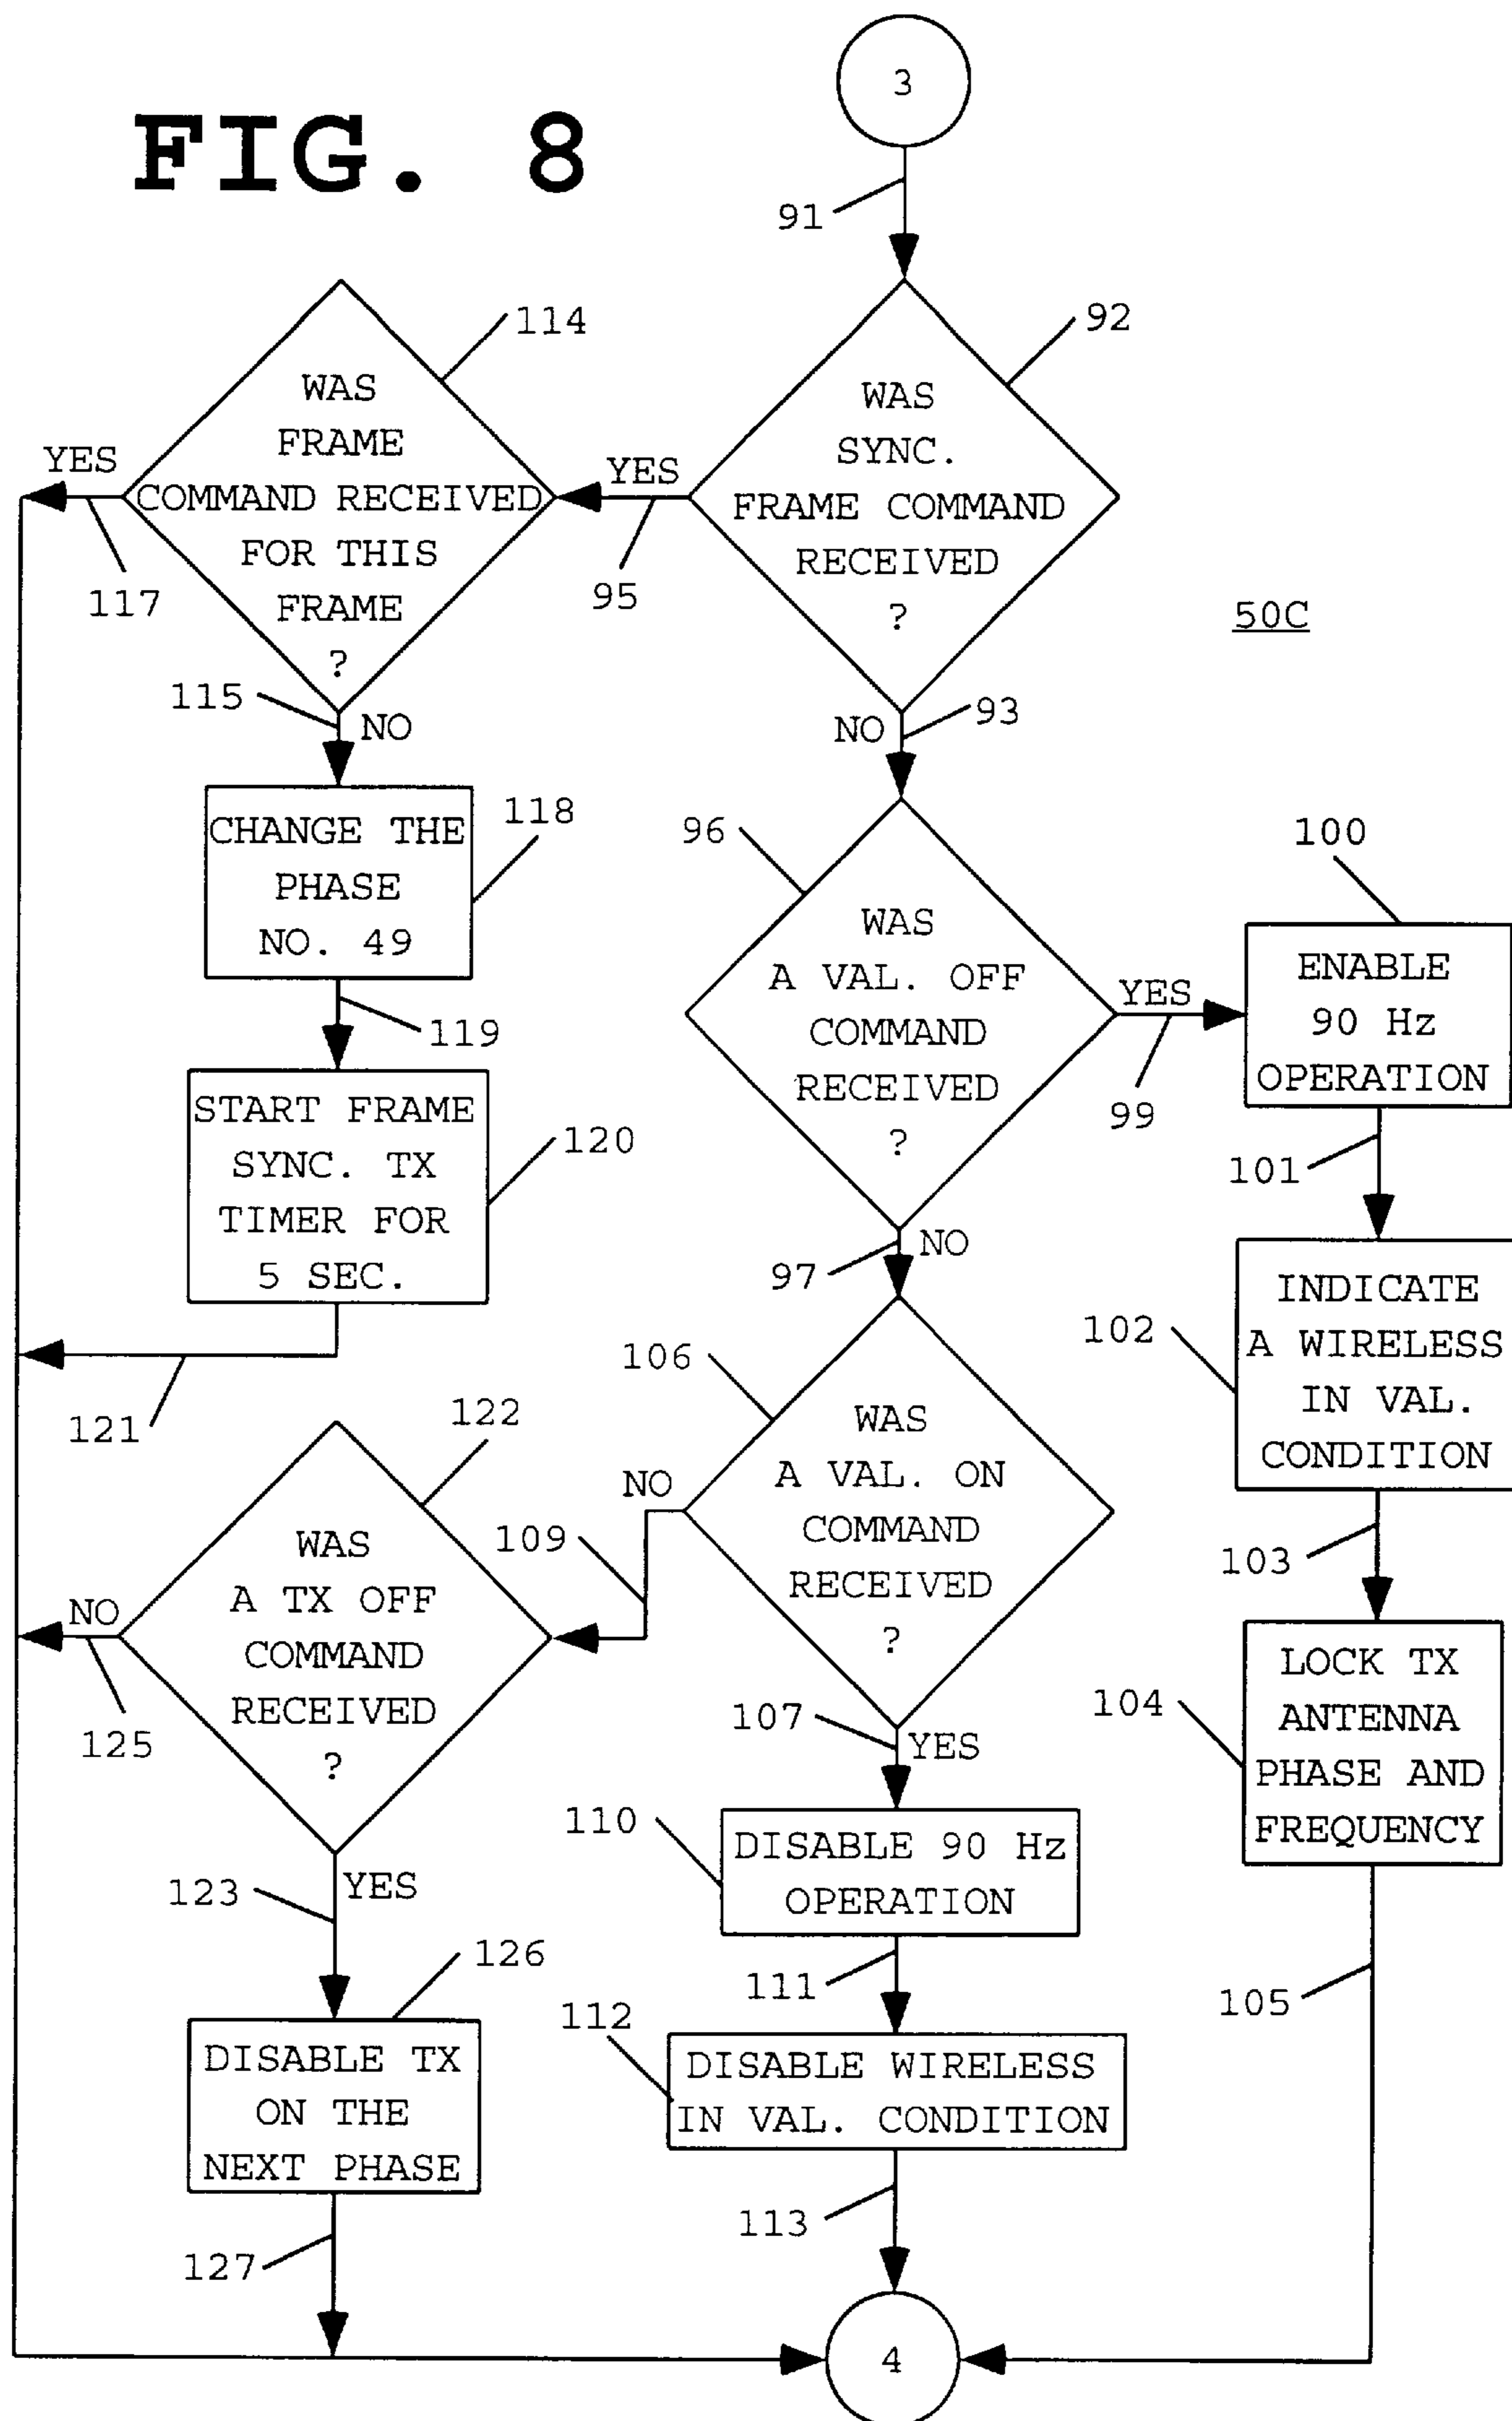 FIG. 8
3
91
92
WAS
SYNC.
FRAME COMMAND
RECEIVED
?
114
WAS
FRAME
COMMAND RECEIVED
FOR THIS
FRAME
?
YES
117
YES
95
50C
115
NO
NO
93
CHANGE THE
PHASE
NO. 49
118
119
START FRAME
SYNC. TX
TIMER FOR
5 SEC.
120
121
96
WAS
A VAL. OFF
COMMAND
RECEIVED
?
YES
99
100
ENABLE
90 Hz
OPERATION
101
97
NO
102
INDICATE
A WIRELESS
IN VAL.
CONDITION
103
104
LOCK TX
ANTENNA
PHASE AND
FREQUENCY
105
106
WAS
A VAL. ON
COMMAND
RECEIVED
?
NO
109
122
WAS
A TX OFF
COMMAND
RECEIVED
?
NO
125
107
YES
110
DISABLE 90 Hz
OPERATION
111
112
DISABLE WIRELESS
IN VAL. CONDITION
113
123
YES
126
DISABLE TX
ON THE
NEXT PHASE
127
4